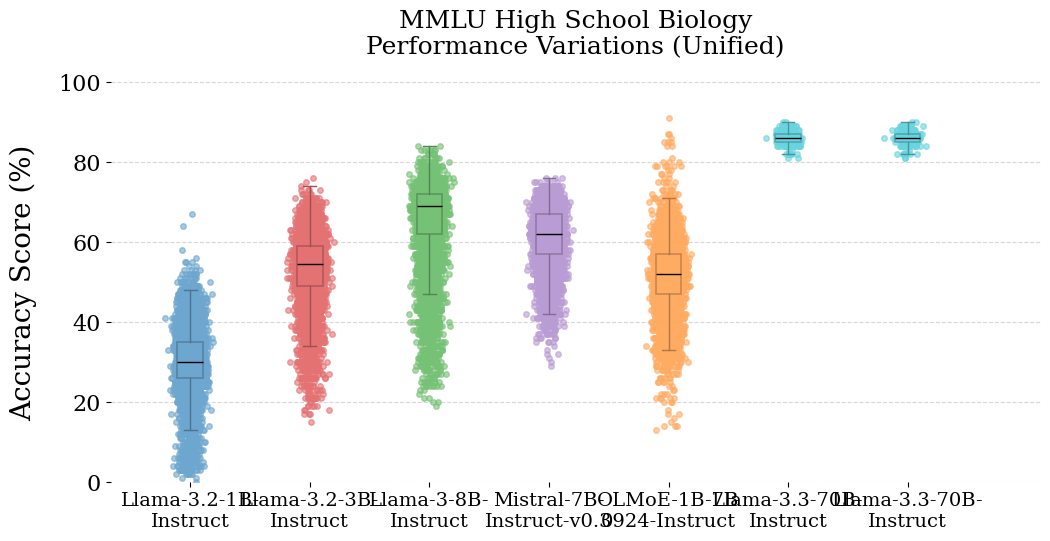 MMLU High School Biology
Performance Variations (Unified)
Accuracy Score (%)
100
80
60
40
20
0
Llama-3.2-1B-
Instruct
Llama-3.2-3B-
Instruct
Llama-3-8B-
Instruct
Mistral-7B-
Instruct-v0.3
OLMoE-1B-7B-
0924-Instruct
Llama-3.3-70B-
Instruct
Llama-3.3-70B-
Instruct